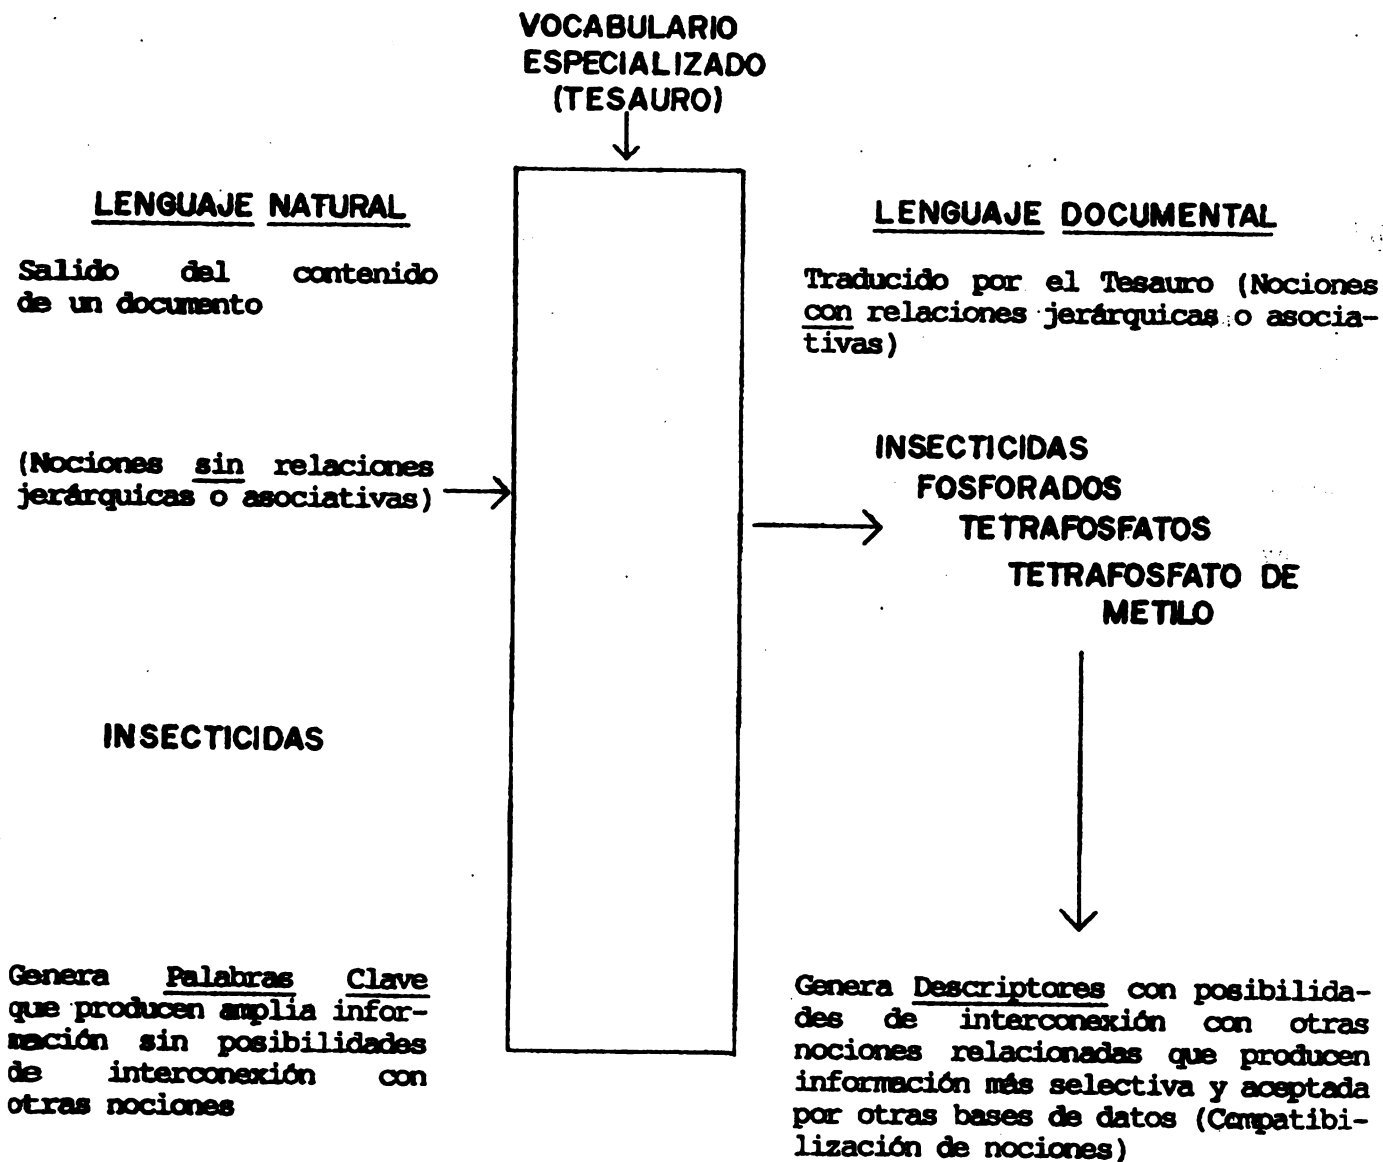 VOCABULARIO
ESPECIALIZADO
(TESAURO)
LENGUAJE NATURAL
Salido del contenido
de un documento
(Nociones sin relaciones
jerárquicas o asociativas)
INSECTICIDAS
Genera Palabras Clave
que producen amplia infor-
mación sin posibilidades
de interconexión con
otras nociones
LENGUAJE DOCUMENTAL
Traducido por el Tesauro (Nociones
con relaciones jerárquicas o asocia-
tivas)
INSECTICIDAS
FOSFORADOS
TETRAFOSFATOS
TETRAFOSFATO DE
METILO
Genera Descriptores con posibilida-
des de interconexión con otras
nociones relacionadas que producen
información más selectiva y aceptada
por otras bases de datos (Compatibi-
lización de nociones)